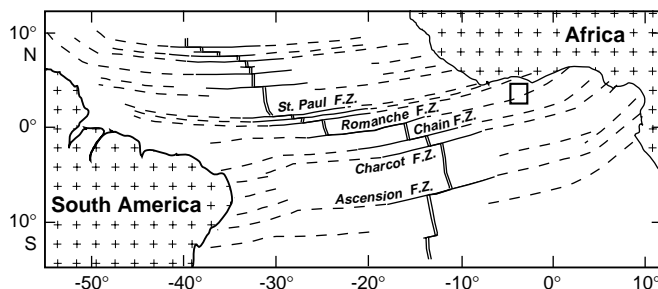 10°
N
Africa
St. Paul F.Z.
Romanche F.Z.
Chain F.Z.
0°
Charcot F.Z.
South America
Ascension F.Z.
10°
S
-50° -40° -30° -20° -10° 0° 10°